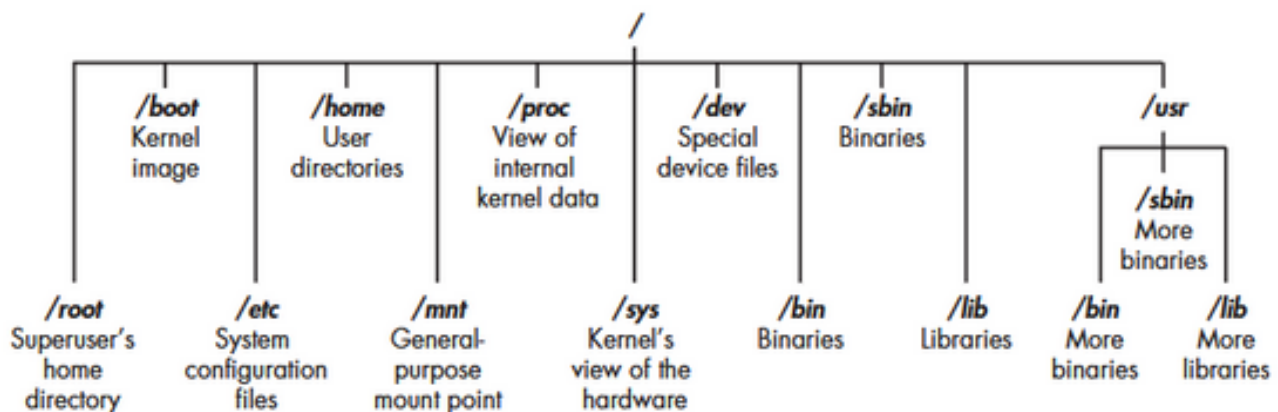 /
/boot
Kernel
image
/home
User
directories
/proc
View of
internal
kernel data
/dev
Special
device files
/sbin
Binaries
/usr
/sbin
More
binaries
/root
Superuser's
home
directory
/etc
System
configuration
files
/mnt
General-
purpose
mount point
/sys
Kernel's
view of the
hardware
/bin
Binaries
/lib
Libraries
/bin
More
binaries
/lib
More
libraries